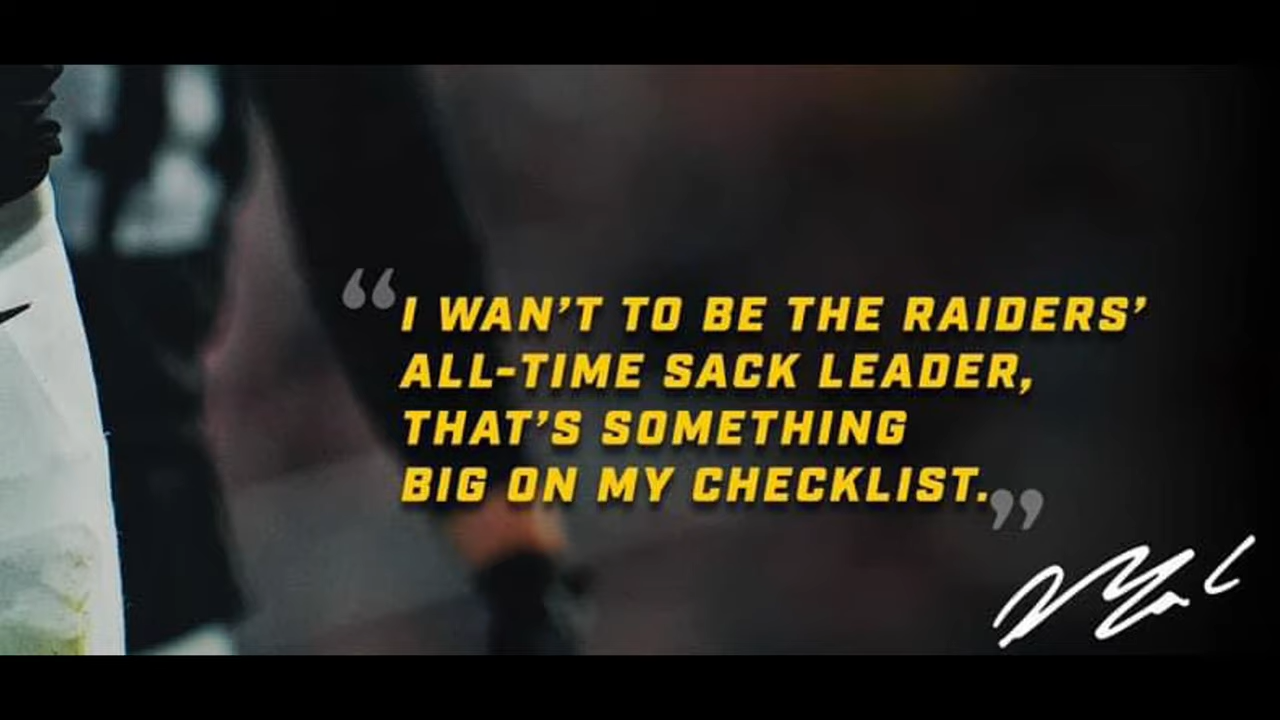 “I WAN’T TO BE THE RAIDERS’
ALL-TIME SACK LEADER,
THAT’S SOMETHING
BIG ON MY CHECKLIST.”